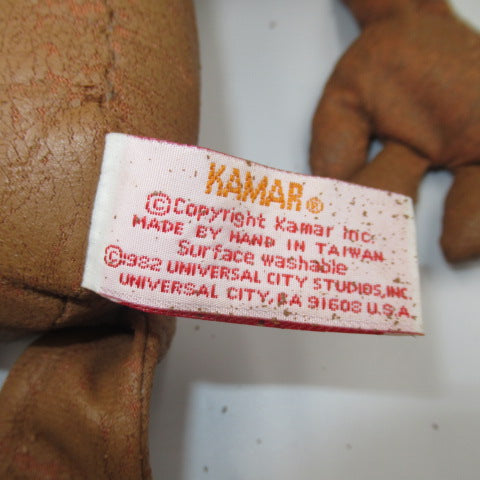 KAMAR®
©Copyright Kamar Inc.
MADE BY HAND IN TAIWAN
Surface washable
©1982 UNIVERSAL CITY STUDIOS, INC
UNIVERSAL CITY, CA 91608 U.S.A.